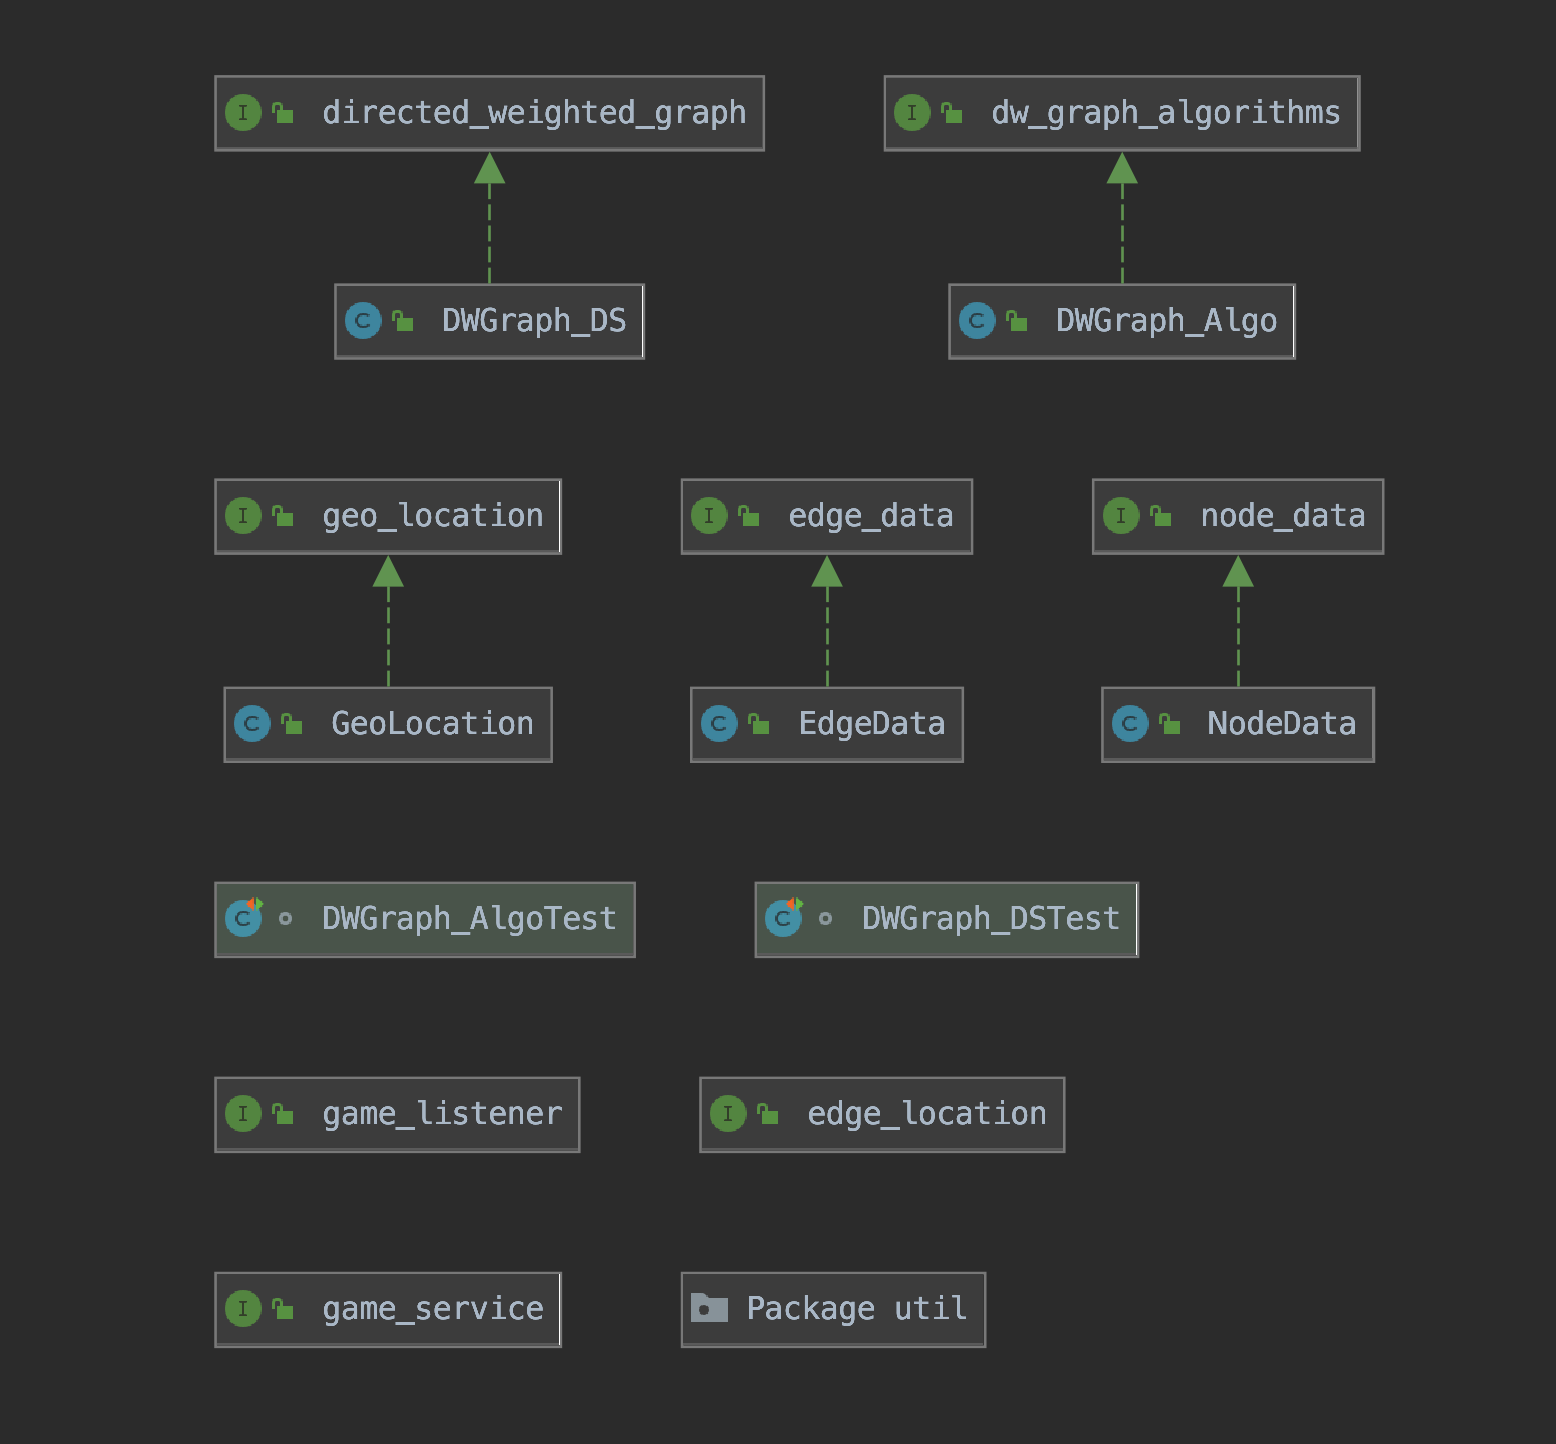 I directed_weighted_graph
I dw_graph_algorithms
C DWGraph_DS
C DWGraph_Algo
I geo_location
I edge_data
I node_data
C GeoLocation
C EdgeData
C NodeData
C DWGraph_AlgoTest
C DWGraph_DSTest
I game_listener
I edge_location
I game_service
Package util